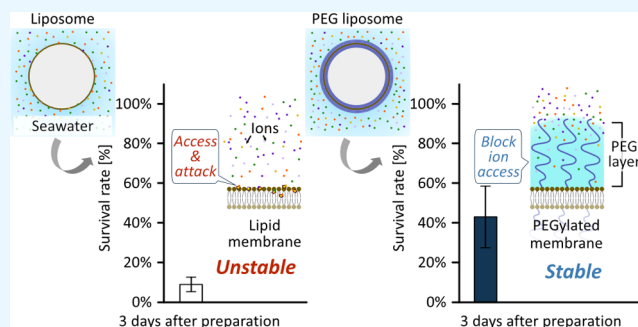 Liposome
Seawater
Survival rate [%]
100%
80%
60%
40%
20%
0%
Access
&
attack
Ions
Lipid
membrane
Unstable
3 days after preparation
PEG liposome
Survival rate [%]
100%
80%
60%
40%
20%
0%
Block
ion
access
PEG
layer
PEGylated
membrane
Stable
3 days after preparation